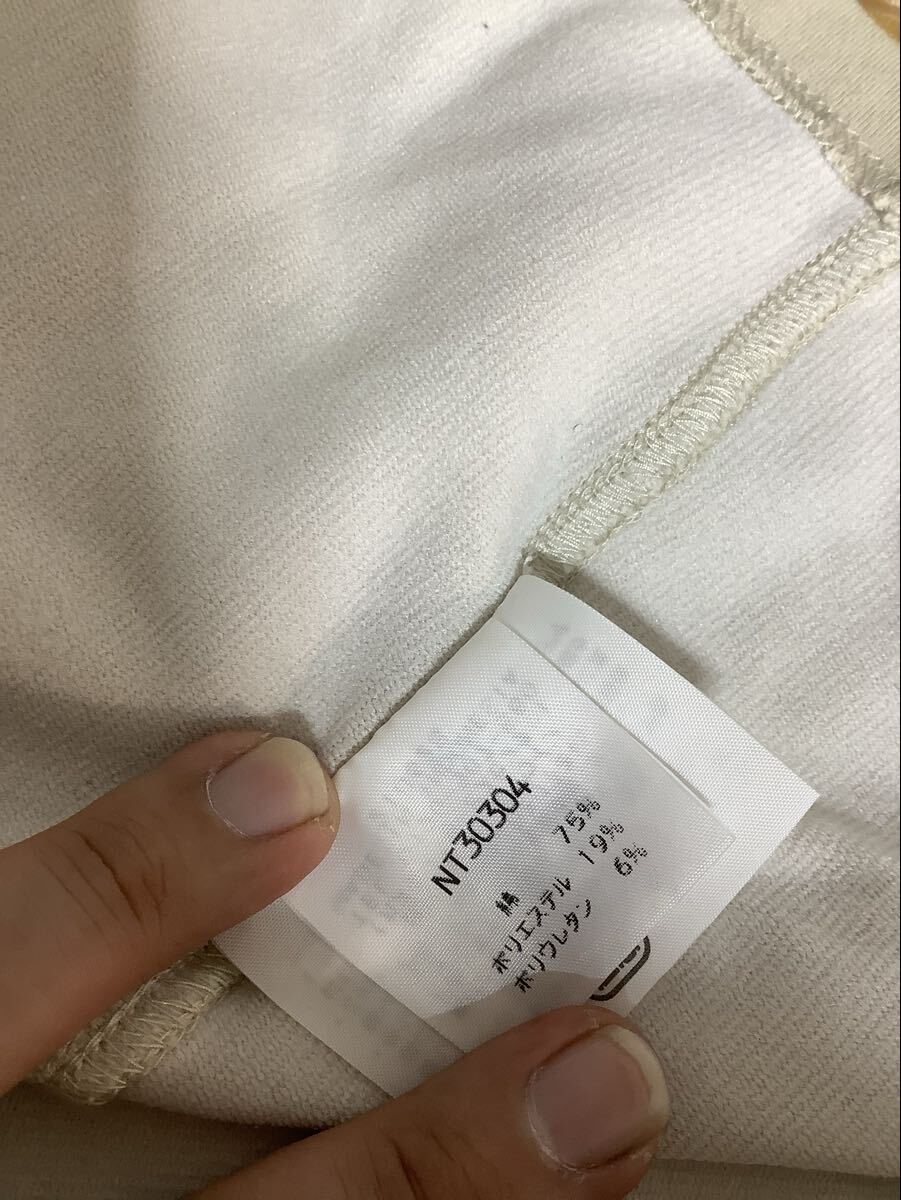 NT30304
綿 75%
ポリエステル 19%
ポリウレタン 6%